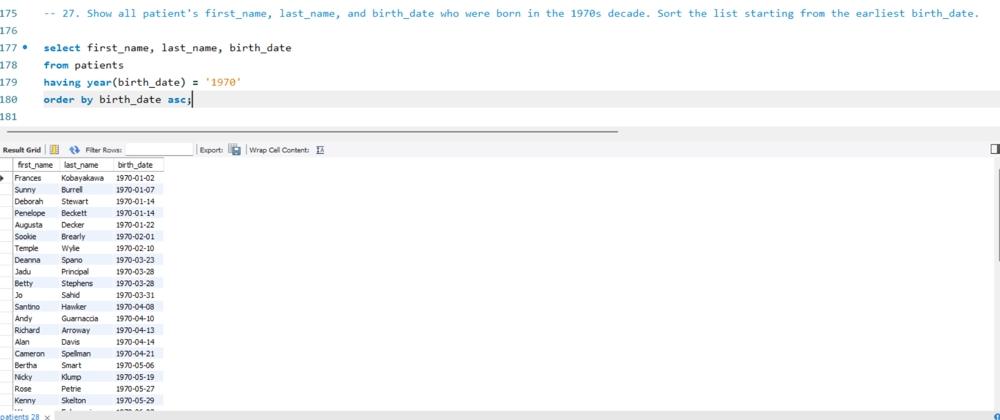 175 -- 27. Show all patient's first_name, last_name, and birth_date who were born in the 1970s decade. Sort the list starting from the earliest birth_date.
176
177 select first_name, last_name, birth_date
178 from patients
179 having year(birth_date) = '1970'
180 order by birth_date asc;
181
Result Grid Filter Rows: Export: Wrap Cell Content:
first_name last_name birth_date
Frances Kobayakawa 1970-01-02
Sunny Burrell 1970-01-07
Deborah Stewart 1970-01-14
Penelope Beckett 1970-01-14
Augusta Decker 1970-01-22
Sookie Brearly 1970-02-01
Temple Wylie 1970-02-10
Deanna Spano 1970-03-23
Jadu Principal 1970-03-28
Betty Stephens 1970-03-28
Jo Sahid 1970-03-31
Santino Hawker 1970-04-08
Andy Guarnaccia 1970-04-10
Richard Arroway 1970-04-13
Alan Davis 1970-04-14
Cameron Spellman 1970-04-21
Bertha Smart 1970-05-06
Nicky Klump 1970-05-19
Rose Petrie 1970-05-27
Kenny Skelton 1970-05-29
patients 28